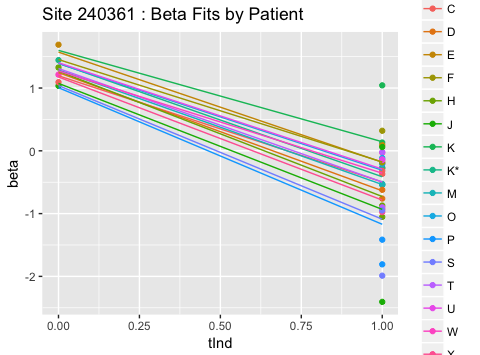 Site 240361 : Beta Fits by Patient
beta
1
0
-1
-2
0.00 0.25 0.50 0.75 1.00
tInd
C
D
E
F
H
J
K
K*
M
O
P
S
T
U
W